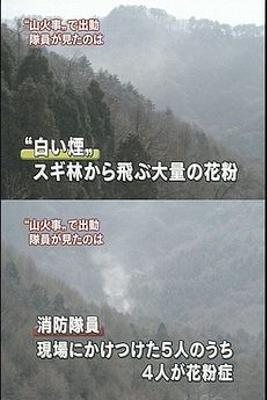 “山火事„で出動
隊員が見たのは
“白い煙„
スギ林から飛ぶ大量の花粉
“山火事„で出動
隊員が見たのは
消防隊員
現場にかけつけた5人のうち
4人が花粉症